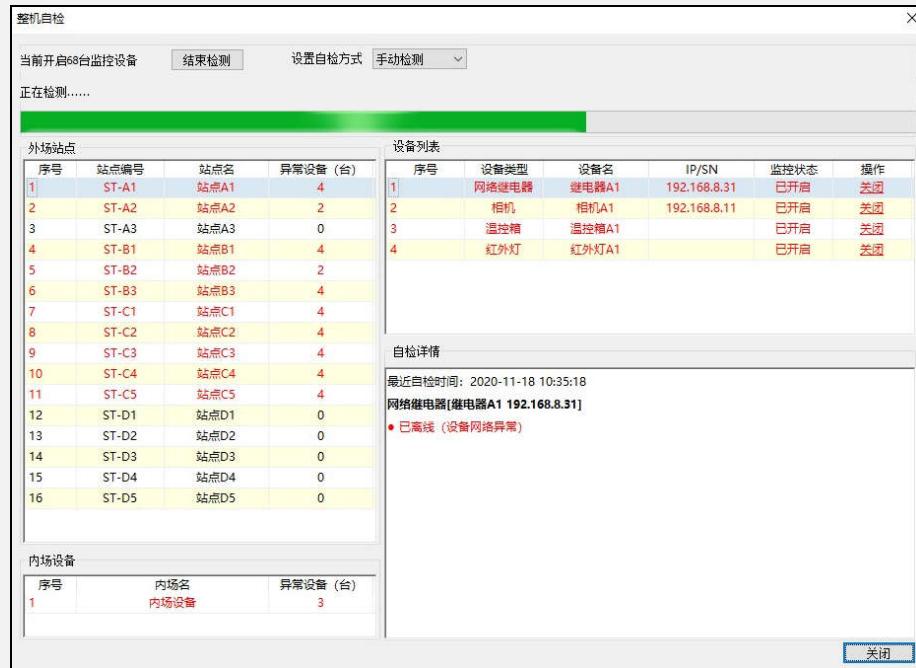 整机自检
当前开启68台监控设备 结束检测 设置自检方式 手动检测
正在检测……
外场站点
序号 站点编号 站点名 异常设备（台）
1 ST-A1 站点A1 4
2 ST-A2 站点A2 2
3 ST-A3 站点A3 0
4 ST-B1 站点B1 4
5 ST-B2 站点B2 2
6 ST-B3 站点B3 4
7 ST-C1 站点C1 4
8 ST-C2 站点C2 4
9 ST-C3 站点C3 4
10 ST-C4 站点C4 4
11 ST-C5 站点C5 4
12 ST-D1 站点D1 0
13 ST-D2 站点D2 0
14 ST-D3 站点D3 0
15 ST-D4 站点D4 0
16 ST-D5 站点D5 0
内场设备
序号 内场名 异常设备（台）
1 内场设备 3
设备列表
序号 设备类型 设备名 IP/SN 监控状态 操作
1 网络继电器 继电器A1 192.168.8.31 已开启 关闭
2 相机 相机A1 192.168.8.11 已开启 关闭
3 温控箱 温控箱A1 已开启 关闭
4 红外灯 红外灯A1 已开启 关闭
自检详情
最近自检时间：2020-11-18 10:35:18
网络继电器[继电器A1 192.168.8.31]
● 已离线（设备网络异常）
关闭